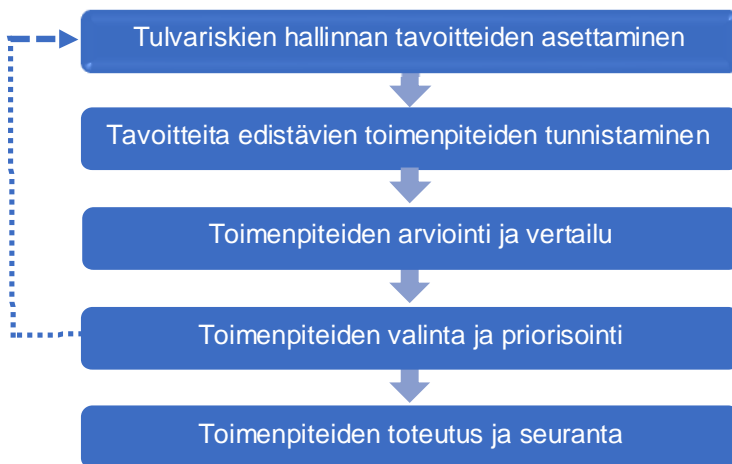 Tulvariskien hallinnan tavoitteiden asettaminen
Tavoitteita edistävien toimenpiteiden tunnistaminen
Toimenpiteiden arviointi ja vertailu
Toimenpiteiden valinta ja priorisointi
Toimenpiteiden toteutus ja seuranta